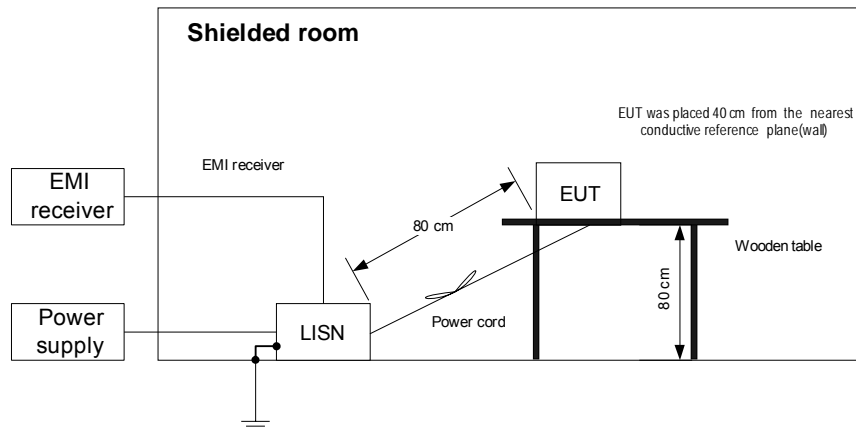 Shielded room
EUT was placed 40 cm from the nearest
conductive reference plane(wall)
EMI receiver
EMI
receiver
EUT
80 cm
Wooden table
80 cm
Power
supply
LISN
Power cord